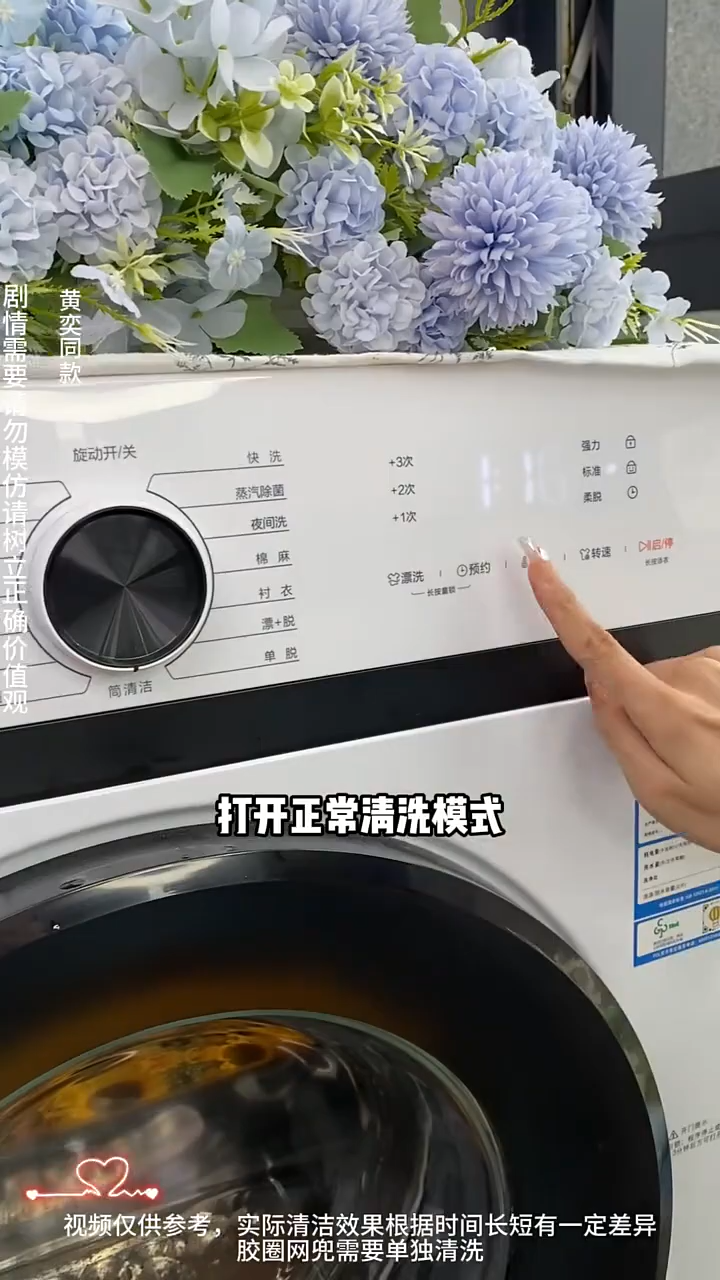 剧情需要请勿模仿请树立正确价值观
黄奕同款
旋动开/关
快洗
蒸汽除菌
夜间洗
棉麻
衬衣
漂+脱
单脱
筒清洁
+3次
+2次
+1次
强力
标准
柔脱
漂洗
预约
转速
启/停
长按童锁
长按添衣
打开正常清洗模式
视频仅供参考，实际清洁效果根据时间长短有一定差异
胶圈网兜需要单独清洗